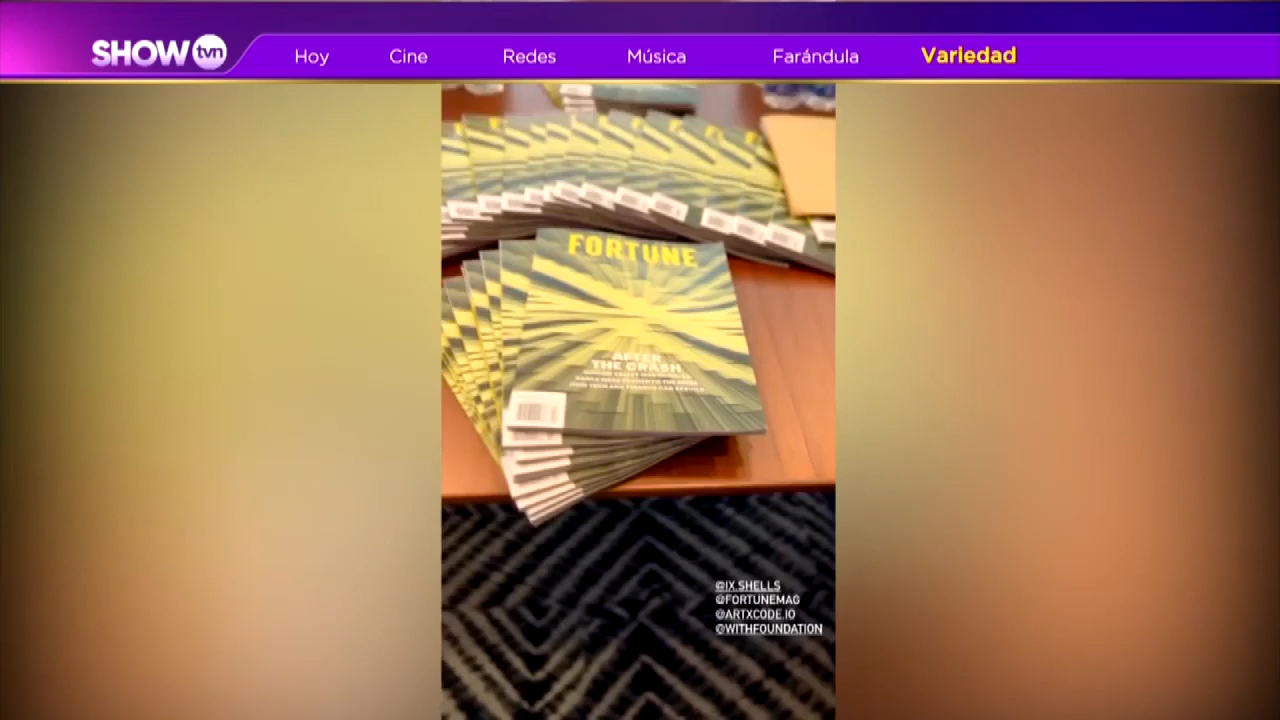 SHOW tvn
Hoy Cine Redes Música Farándula Variedad
FORTUNE
AFTER
THE CRASH
@IX.SHELLS
@FORTUNEMAG
@ARTXCODE.IO
@WITHFOUNDATION